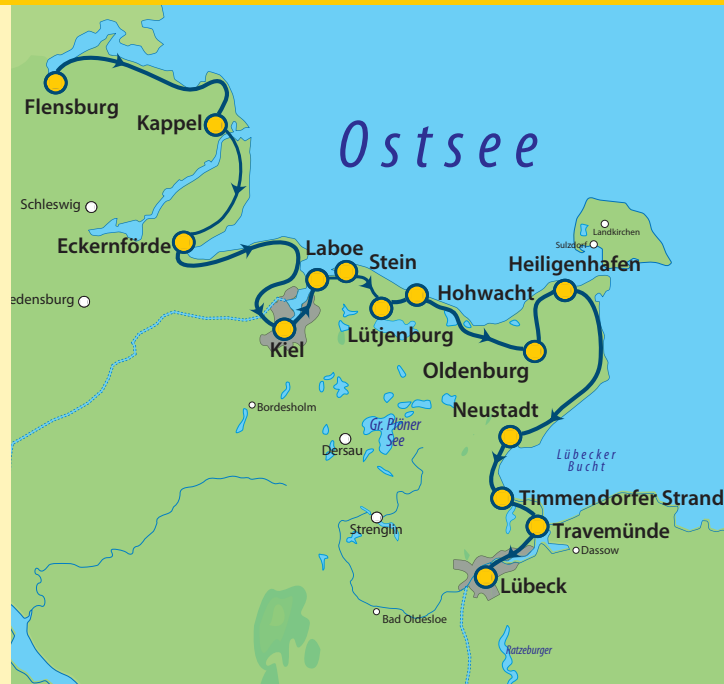 Flensburg
Kappel
Ostsee
Schleswig
Eckernförde
Landkirchen
Sulzdorf
Laboe
Stein
Heiligenhafen
edensburg
Hohwacht
Kiel
Lütjenburg
Oldenburg
Bordesholm
Neustadt
Gr. Plöner
See
Dersau
Lübecker
Bucht
Timmendorfer Strand
Strenglin
Travemünde
Dassow
Lübeck
Bad Oldesloe
Ratzeburger